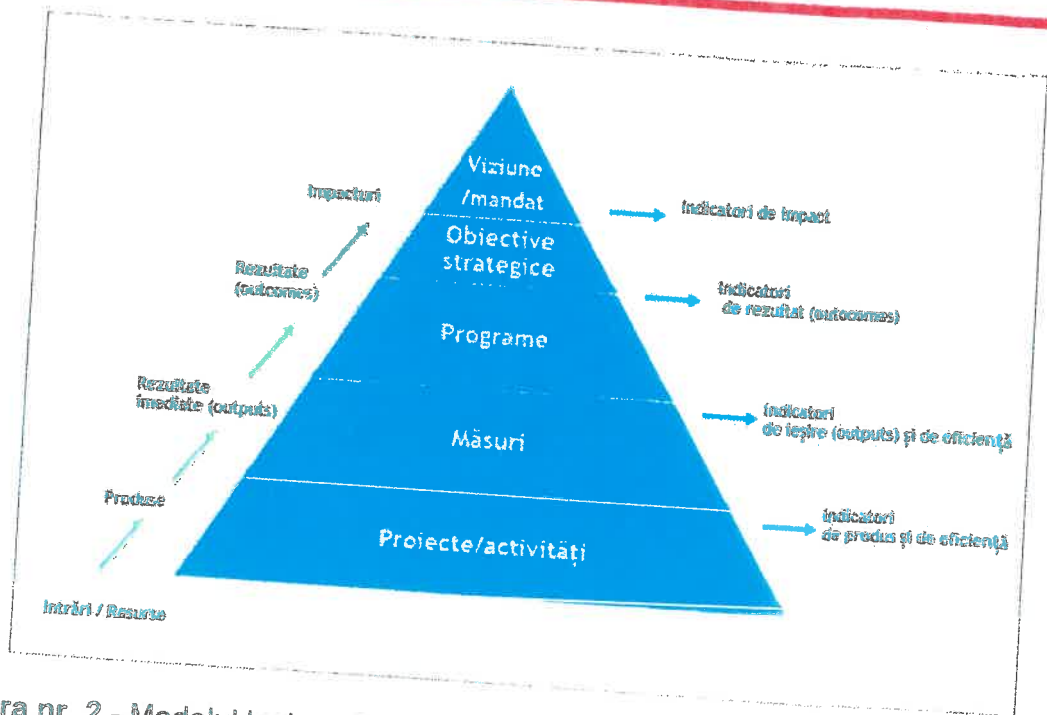 Viziune
/mandat
Obiective
strategice
Programe
Măsuri
Proiecte/activități
Impacturi
Rezultate
(outcomes)
Rezultate
imediate (outputs)
Produse
Intrări / Resurse
Indicatori de impact
Indicatori
de rezultat (outcomes)
Indicatori
de ieșire (outputs) și de eficiență
Indicatori
de produs și de eficiență
nr. 2 -